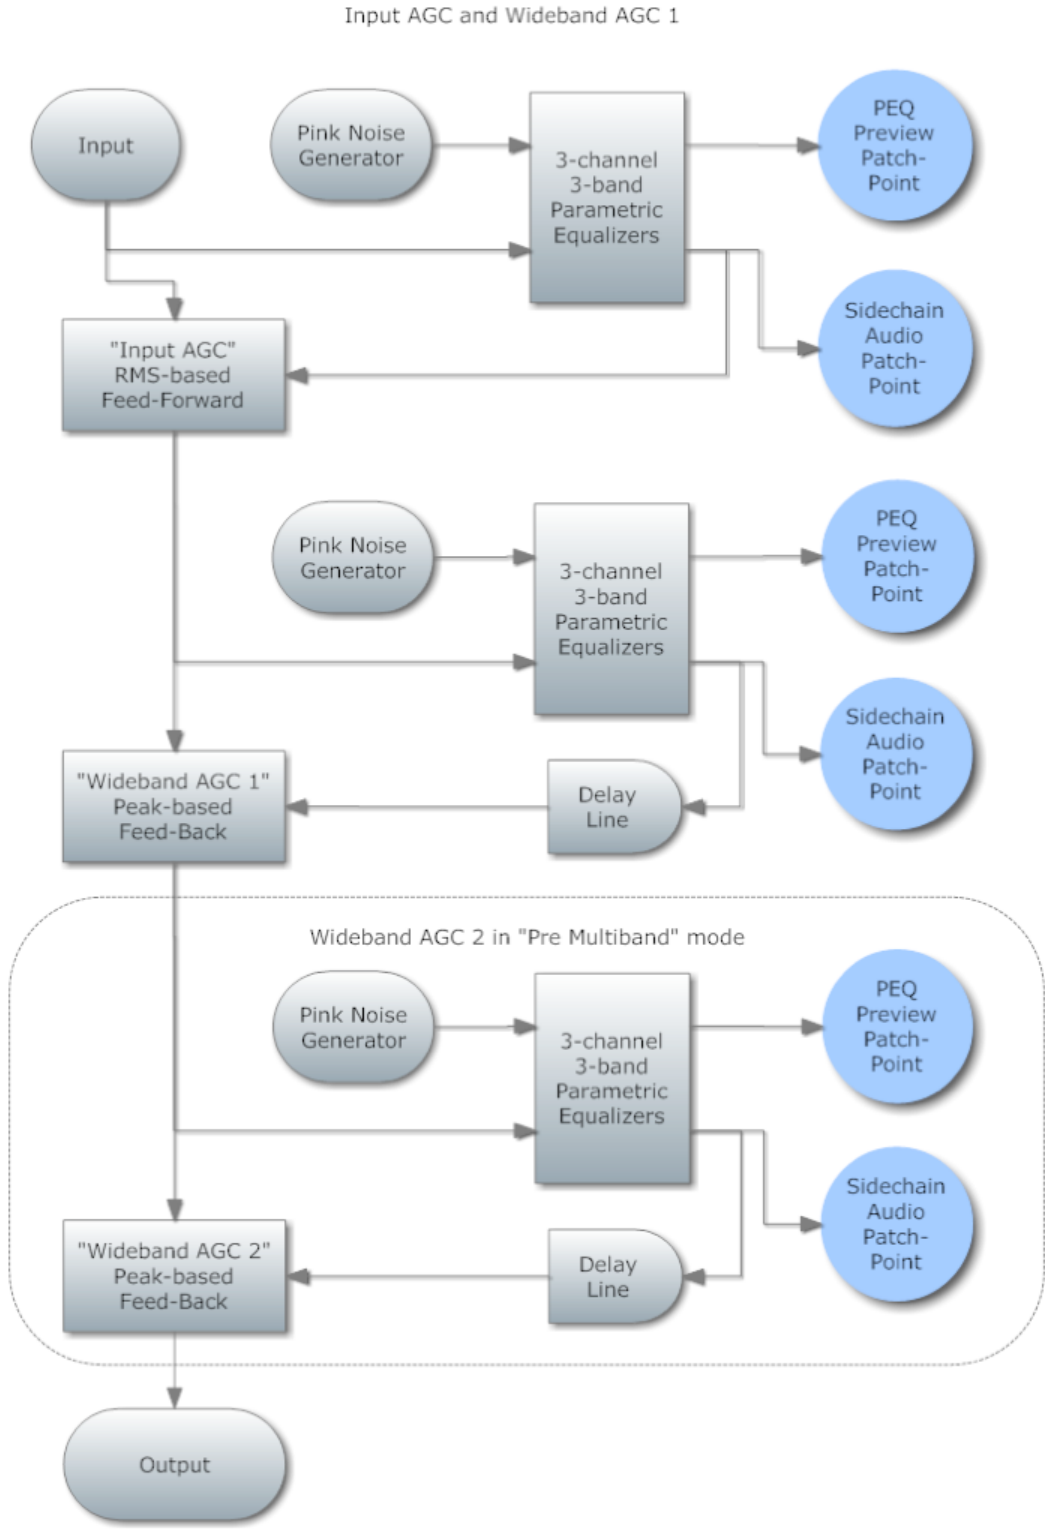 Input AGC and Wideband AGC 1
Input
Pink Noise
Generator
3-channel
3-band
Parametric
Equalizers
PEQ
Preview
Patch-
Point
Sidechain
Audio
Patch-
Point
"Input AGC"
RMS-based
Feed-Forward
Pink Noise
Generator
3-channel
3-band
Parametric
Equalizers
PEQ
Preview
Patch-
Point
Sidechain
Audio
Patch-
Point
"Wideband AGC 1"
Peak-based
Feed-Back
Delay
Line
Wideband AGC 2 in "Pre Multiband" mode
Pink Noise
Generator
3-channel
3-band
Parametric
Equalizers
PEQ
Preview
Patch-
Point
Sidechain
Audio
Patch-
Point
"Wideband AGC 2"
Peak-based
Feed-Back
Delay
Line
Output